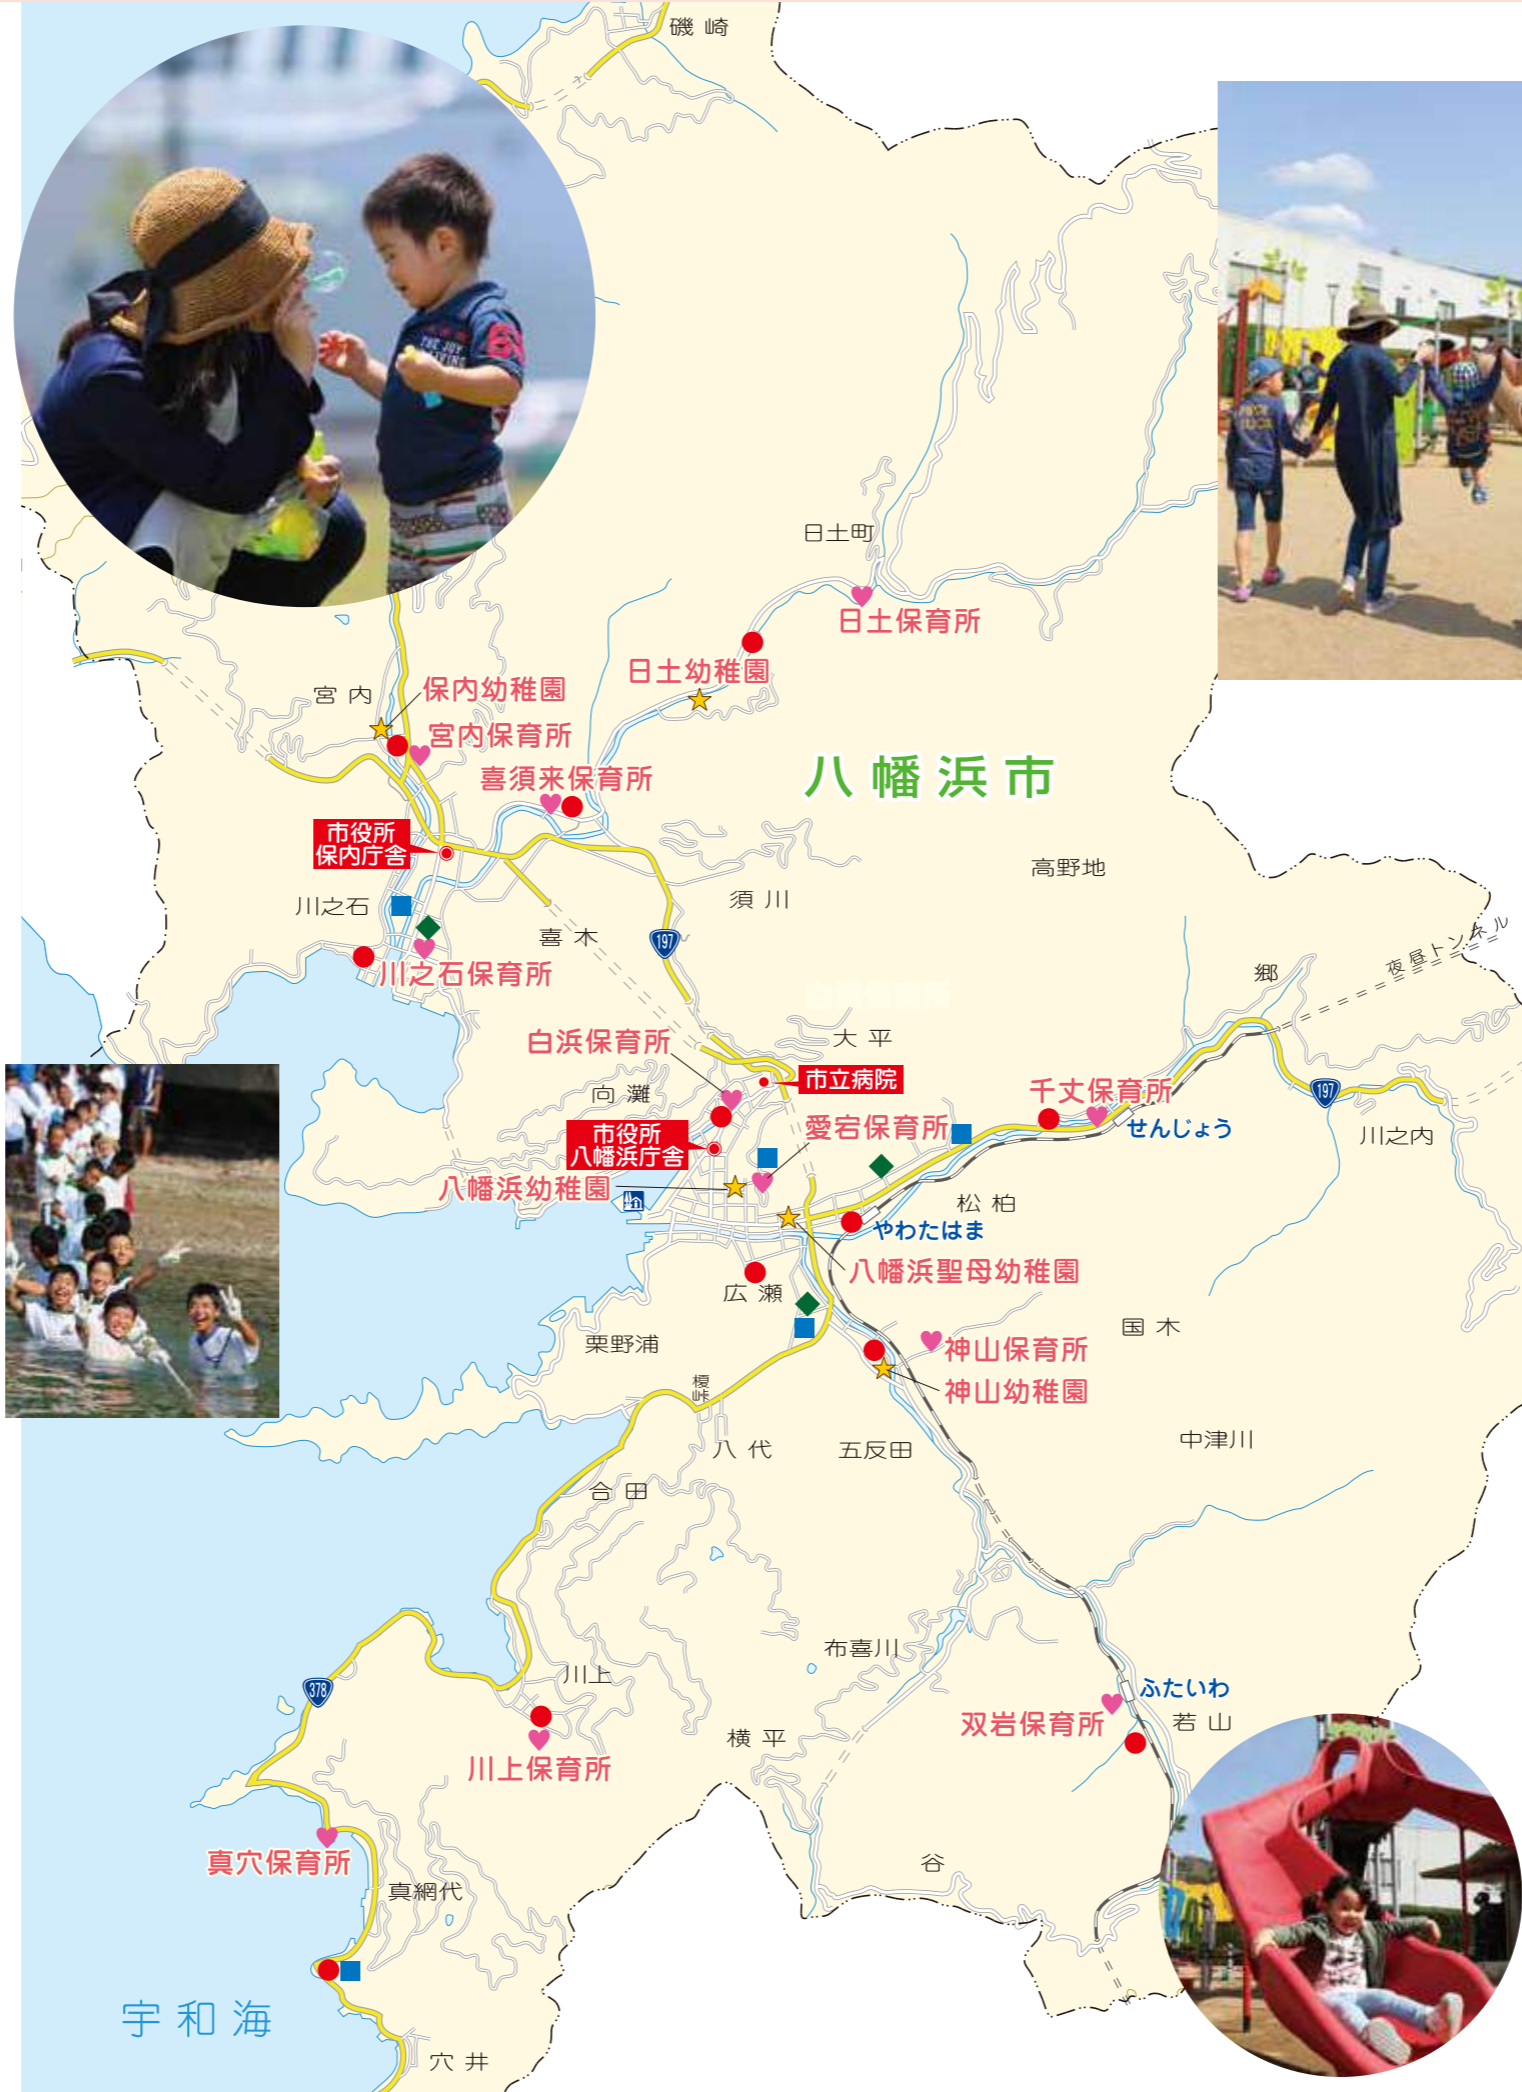 磯崎
日土町
日土保育所
日土幼稚園
宮内
保内幼稚園
宮内保育所
喜須来保育所
八幡浜市
市役所
保内庁舎
高野地
川之石
須川
喜木
197
夜昼トンネル
郷
川之石保育所
白浜保育所
大平
市立病院
向灘
千丈保育所
197
市役所
八幡浜庁舎
愛宕保育所
せんじょう
川之内
八幡浜幼稚園
松柏
やわたはま
八幡浜聖母幼稚園
広瀬
国木
栗野浦
神山保育所
榎峠
神山幼稚園
八代
五反田
中津川
合田
布喜川
川上
378
ふたいわ
双岩保育所
若山
横平
川上保育所
真穴保育所
谷
真網代
宇和海
穴井